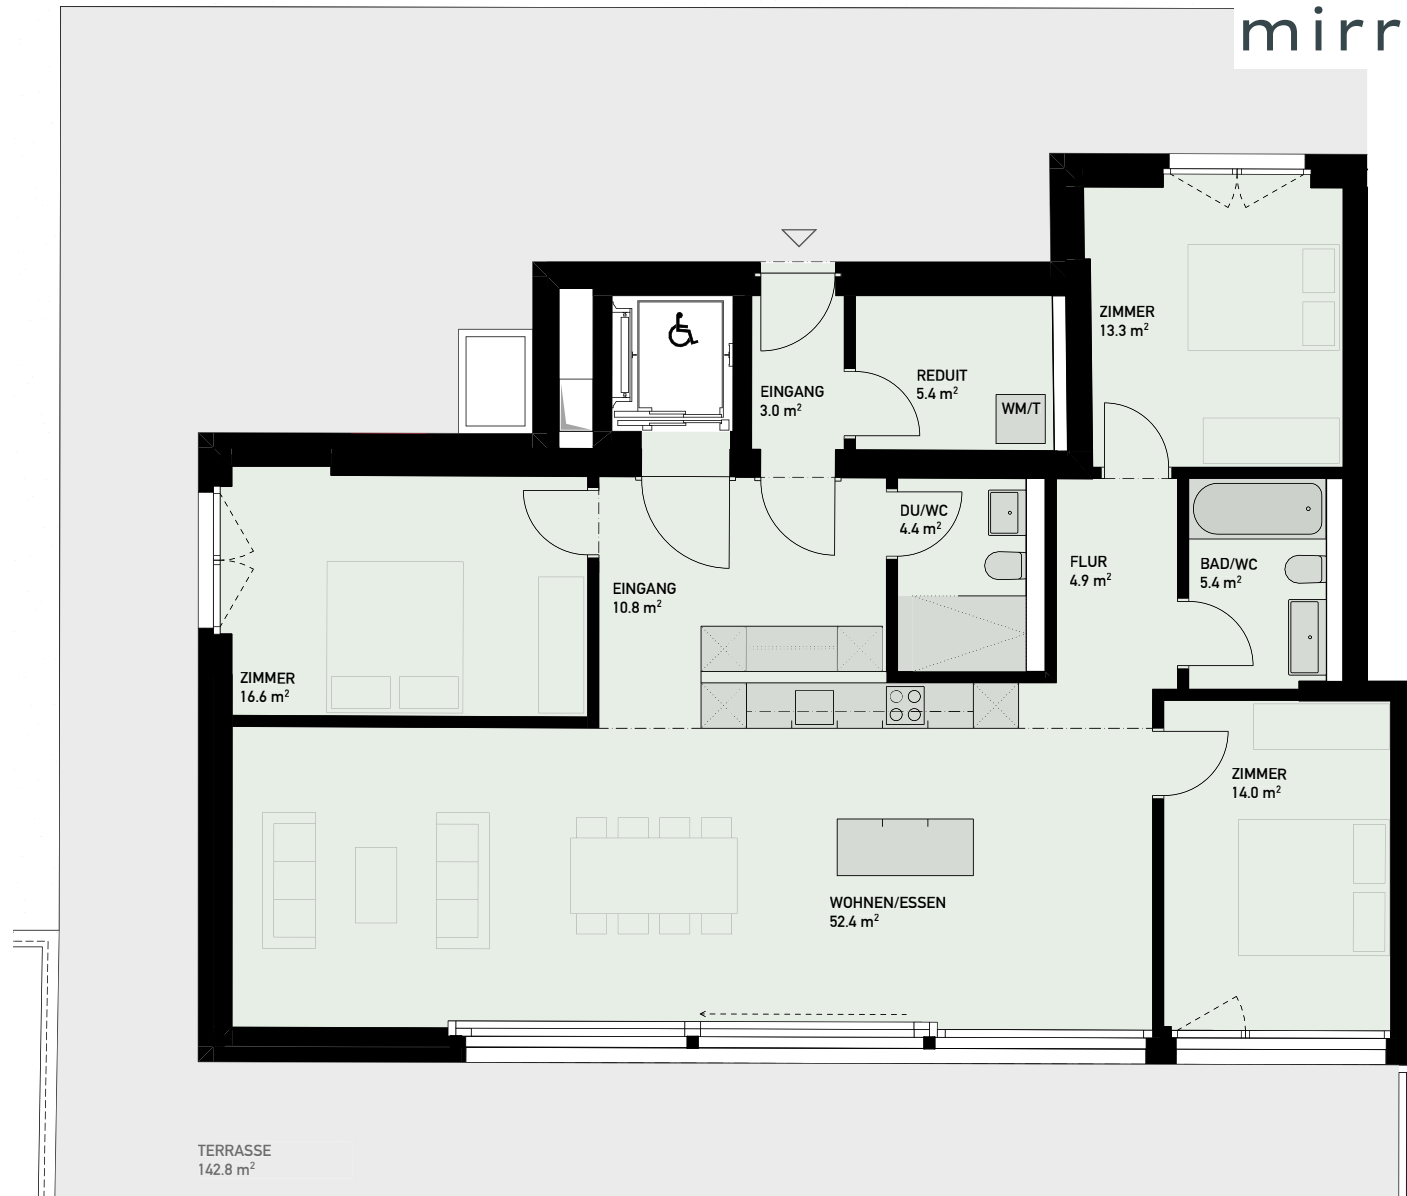 mirr
ZIMMER
13.3 m²
REDUIT
5.4 m²
EINGANG
3.0 m²
WM/T
DU/WC
4.4 m²
FLUR
4.9 m²
BAD/WC
5.4 m²
EINGANG
10.8 m²
ZIMMER
16.6 m²
ZIMMER
14.0 m²
WOHNEN/ESSEN
52.4 m²
TERRASSE
142.8 m²